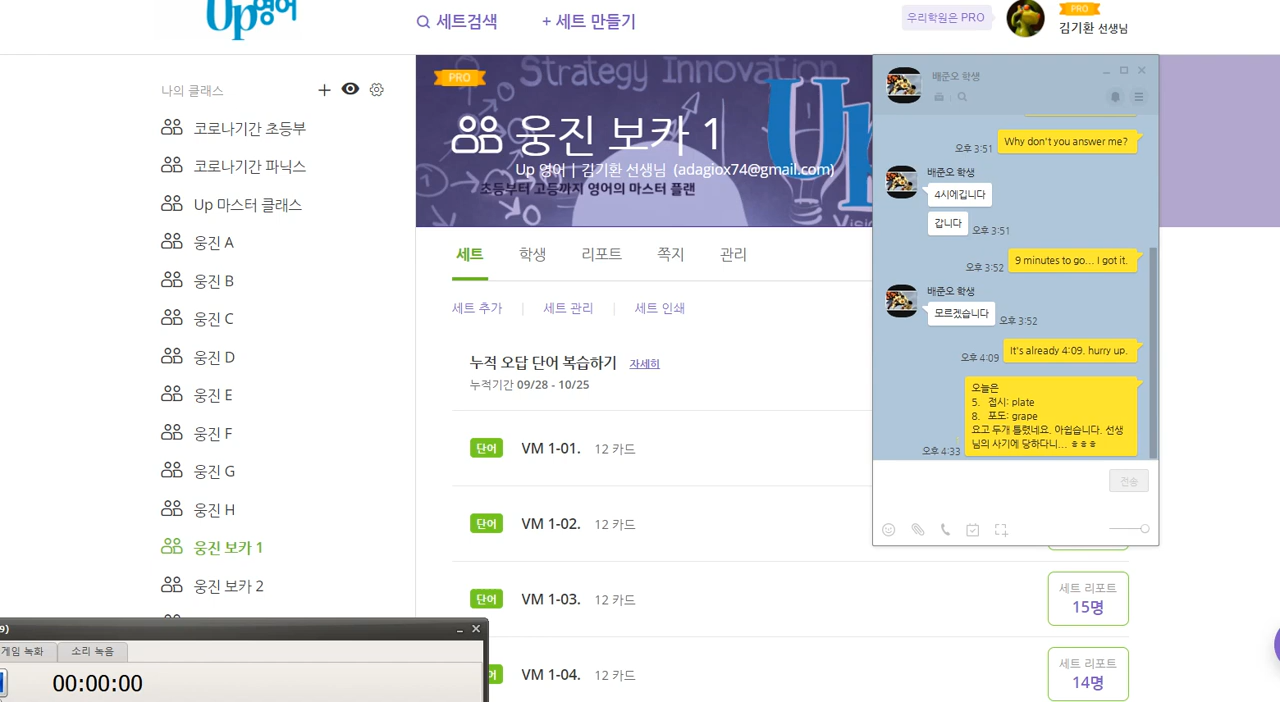 Up영어
세트검색
+ 세트 만들기
우리학원은 PRO
PRO
김기환 선생님
나의 클래스
코로나기간 초등부
코로나기간 파닉스
Up 마스터 클래스
웅진 A
웅진 B
웅진 C
웅진 D
웅진 E
웅진 F
웅진 G
웅진 H
웅진 보카 1
웅진 보카 2
PRO
Strategy Innovation
웅진 보카 1
Up 영어 | 김기환 선생님 (adagiox74@gmail.com)
초등부터 고등까지 영어의 마스터 플랜
Up
세트
학생
리포트
쪽지
관리
세트 추가
세트 관리
세트 인쇄
누적 오답 단어 복습하기 자세히
누적기간 09/28 - 10/25
단어 VM 1-01. 12 카드
단어 VM 1-02. 12 카드
단어 VM 1-03. 12 카드
세트 리포트
15명
VM 1-04. 12 카드
세트 리포트
14명
배준오 학생
오후 3:51 Why don't you answer me?
배준오 학생
4시에깁니다
갑니다 오후 3:51
오후 3:52 9 minutes to go... I got it.
배준오 학생
모르겠습니다 오후 3:52
오후 4:09 It's already 4:09. hurry up.
오늘은
5. 접시: plate
8. 포도: grape
요고 두개 틀렸네요. 아쉽습니다. 선생
님의 사기에 당하다니... ㅎㅎㅎ
오후 4:33
전송
9)
게임 녹화
소리 녹음
00:00:00